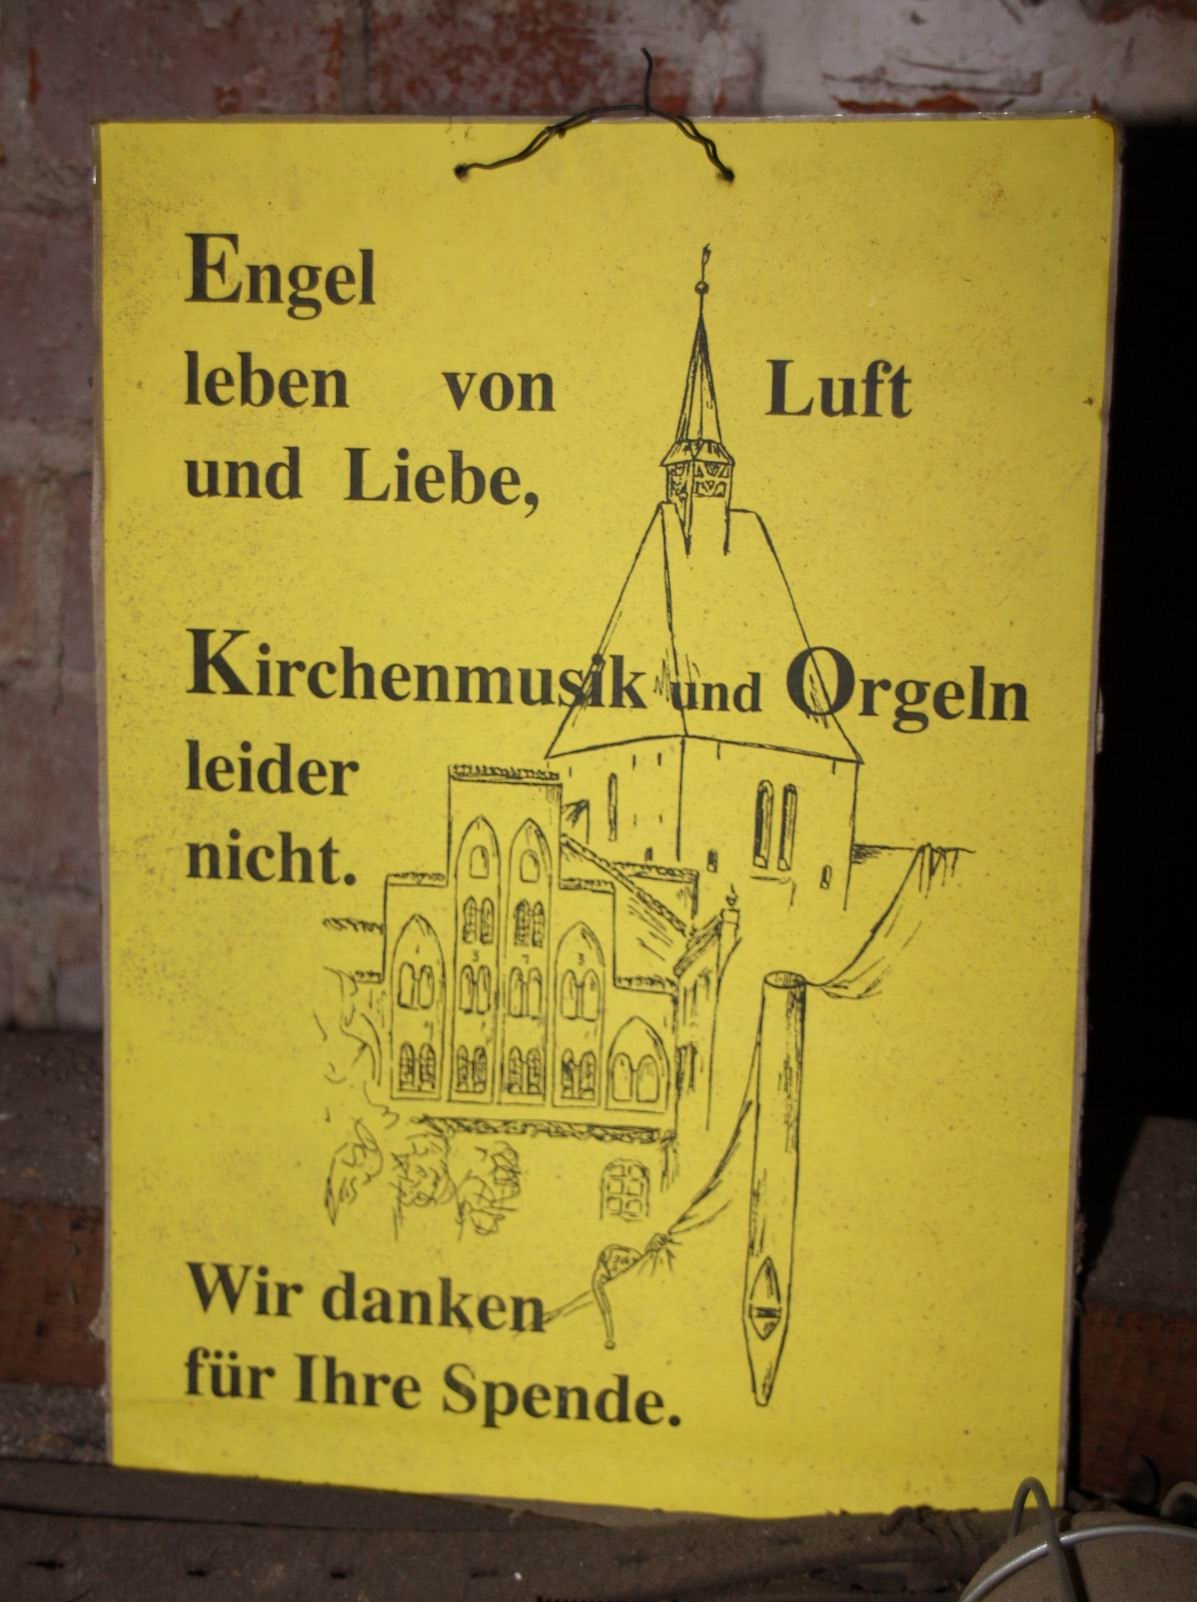 Engel
leben von Luft
und Liebe,
Kirchenmusik und Orgeln
leider
nicht.
Wir danken
für Ihre Spende.